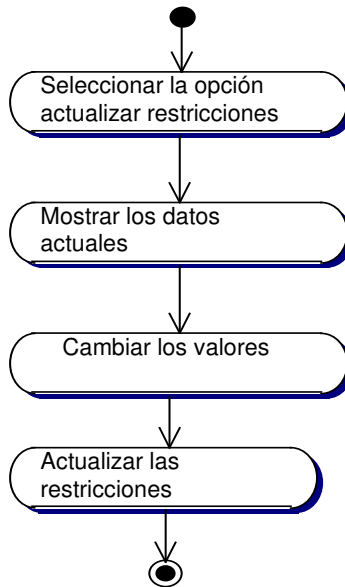 Seleccionar la opción
actualizar restricciones
Mostrar los datos
actuales
Cambiar los valores
Actualizar las
restricciones